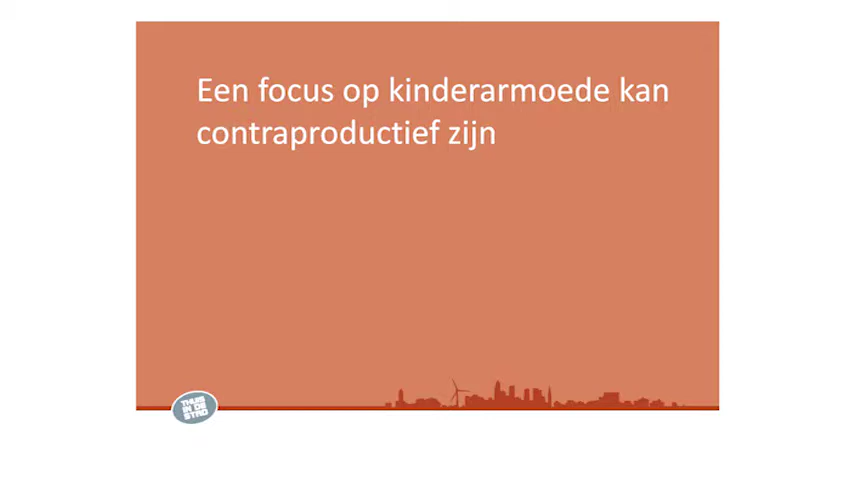 Een focus op kinderarmoede kan
contraproductief zijn
THUIS
IN DE
STAD